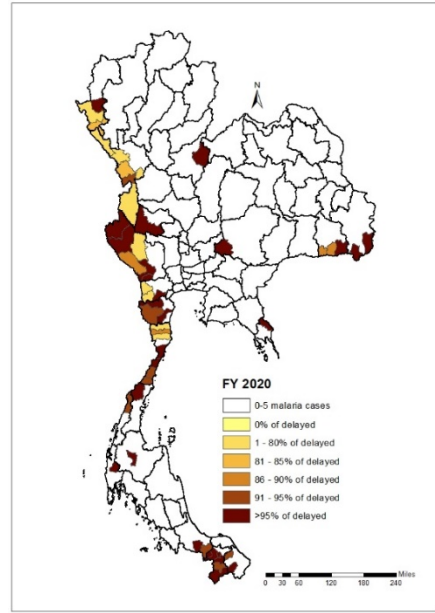 N
FY 2020
0-5 malaria cases
0% of delayed
1 - 80% of delayed
81 - 85% of delayed
86 - 90% of delayed
91 - 95% of delayed
>95% of delayed
Miles
0 30 60 120 180 240